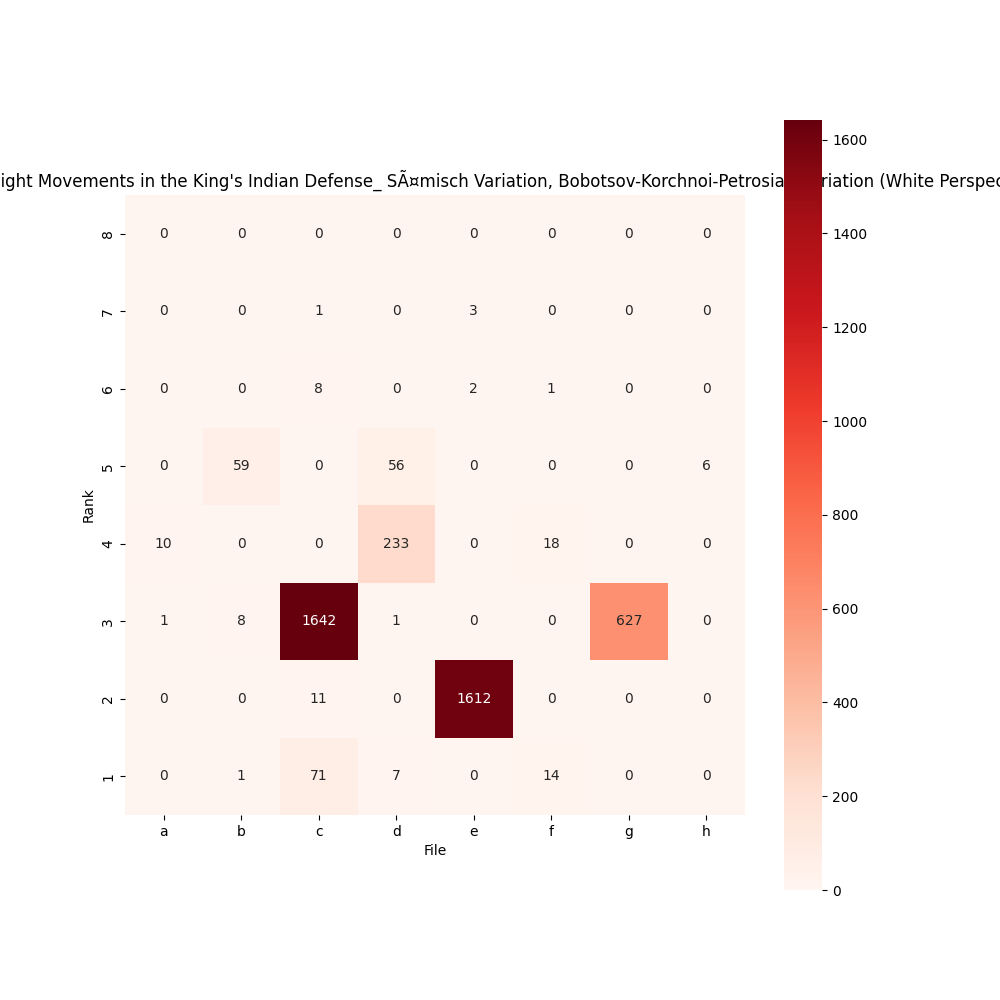 ight Movements in the King's Indian Defense_ SÃ¤misch Variation, Bobotsov-Korchnoi-Petrosian Variation (White Perspec
8 0 0 0 0 0 0 0 0
7 0 0 1 0 3 0 0 0
6 0 0 8 0 2 1 0 0
5 0 59 0 56 0 0 0 6
Rank
4 10 0 0 233 0 18 0 0
3 1 8 1642 1 0 0 627 0
2 0 0 11 0 1612 0 0 0
1 0 1 71 7 0 14 0 0
a b c d e f g h
File
1600
1400
1200
1000
800
600
400
200
0